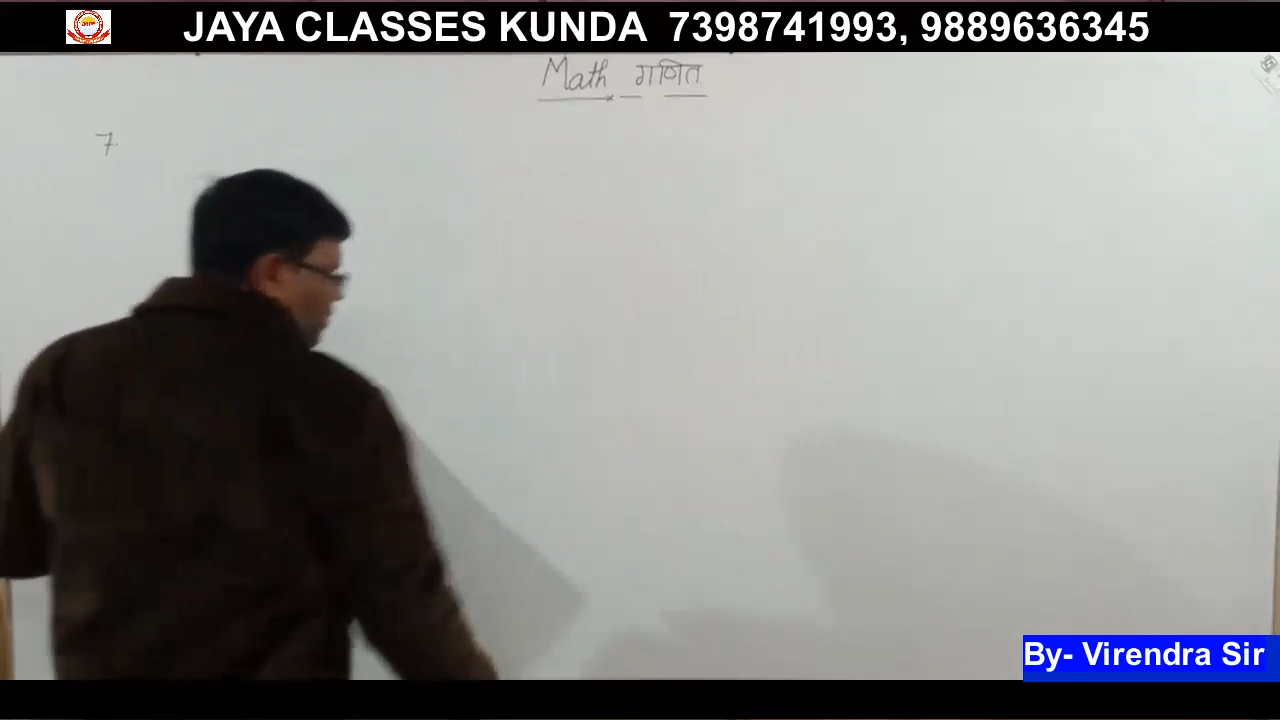 JAYA CLASSES KUNDA 7398741993, 9889636345
Math गणित
7.
By- Virendra Sir